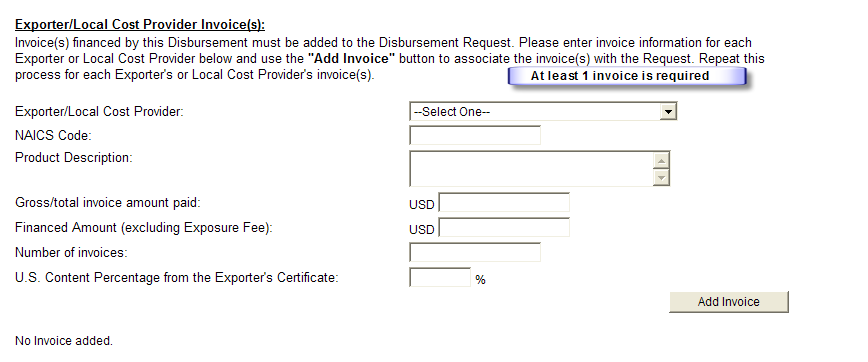 Exporter/Local Cost Provider Invoice(s):
Invoice(s) financed by this Disbursement must be added to the Disbursement Request. Please enter invoice information for each
Exporter or Local Cost Provider below and use the "Add Invoice" button to associate the invoice(s) with the Request. Repeat this
process for each Exporter's or Local Cost Provider's invoice(s).
At least 1 invoice is required
Exporter/Local Cost Provider:
--Select One--
NAICS Code:
Product Description:
Gross/total invoice amount paid:
USD
Financed Amount (excluding Exposure Fee):
USD
Number of invoices:
U.S. Content Percentage from the Exporter's Certificate:
%
Add Invoice
No Invoice added.